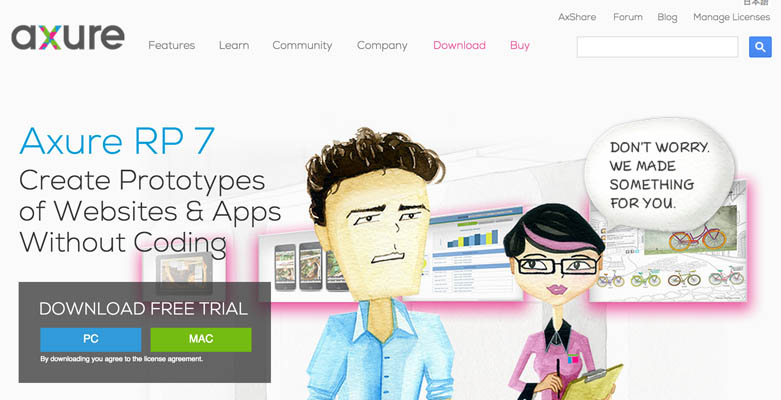 日本語
AxShare Forum Blog Manage Licenses
axure
Features Learn Community Company Download Buy
Axure RP 7
Create Prototypes
of Websites & Apps
Without Coding
DON'T WORRY.
WE MADE
SOMETHING
FOR YOU.
DOWNLOAD FREE TRIAL
PC MAC
By downloading you agree to the license agreement.